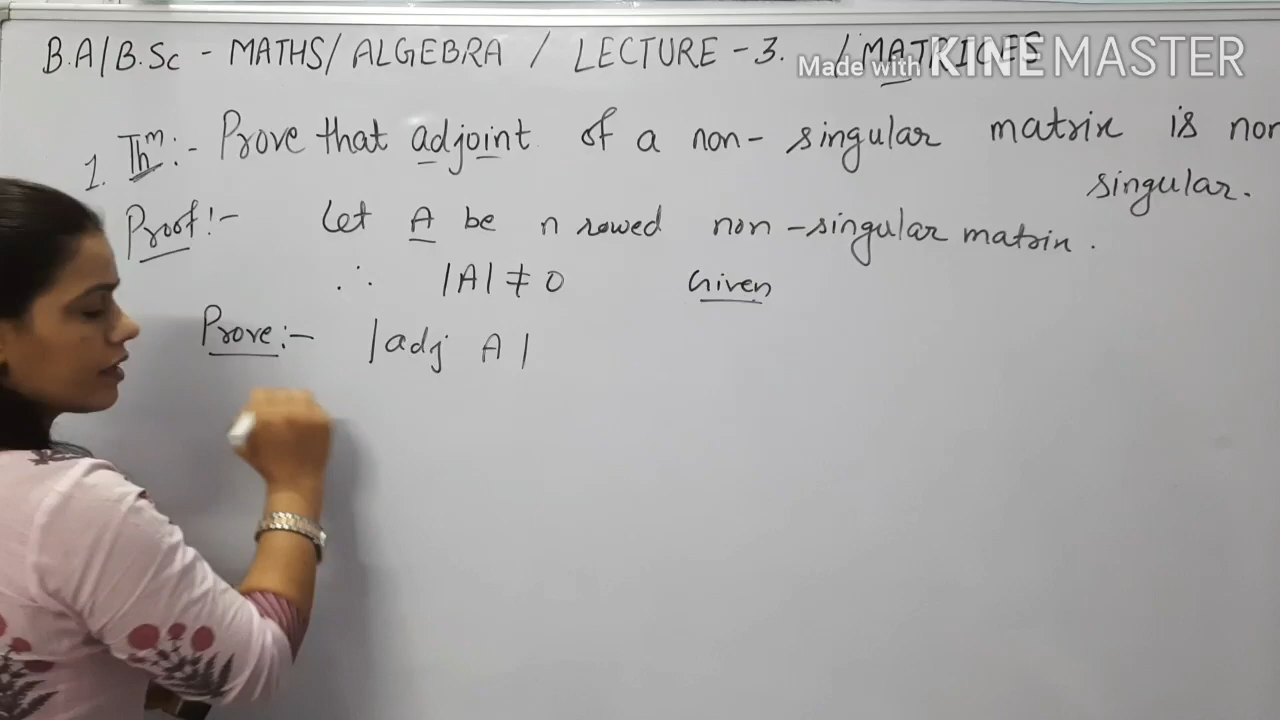 B.A/B.Sc - MATHS/ ALGEBRA / LECTURE - 3. / MATRICES
Made with KINEMASTER
1. Thm :- Prove that adjoint of a non- singular matrix is non
singular.
Proof :- Let A be n rowed non -singular matrix.
∴ |A| ≠ 0 Given
Prove :- |adj A|